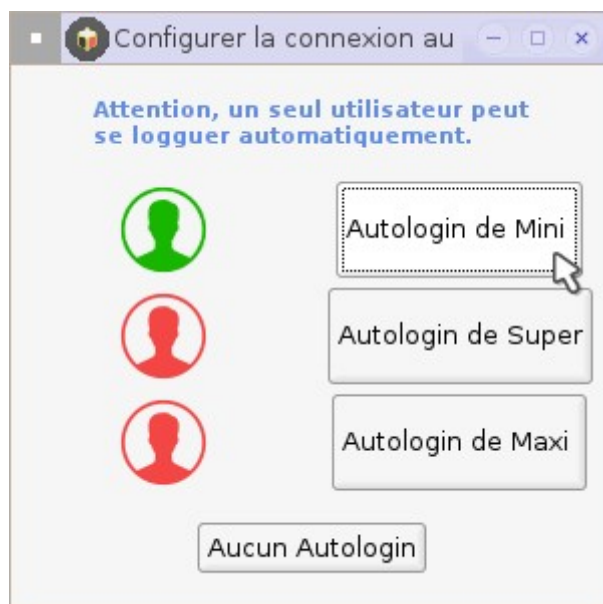 Configurer la connexion au
Attention, un seul utilisateur peut
se logguer automatiquement.
Autologin de Mini
Autologin de Super
Autologin de Maxi
Aucun Autologin